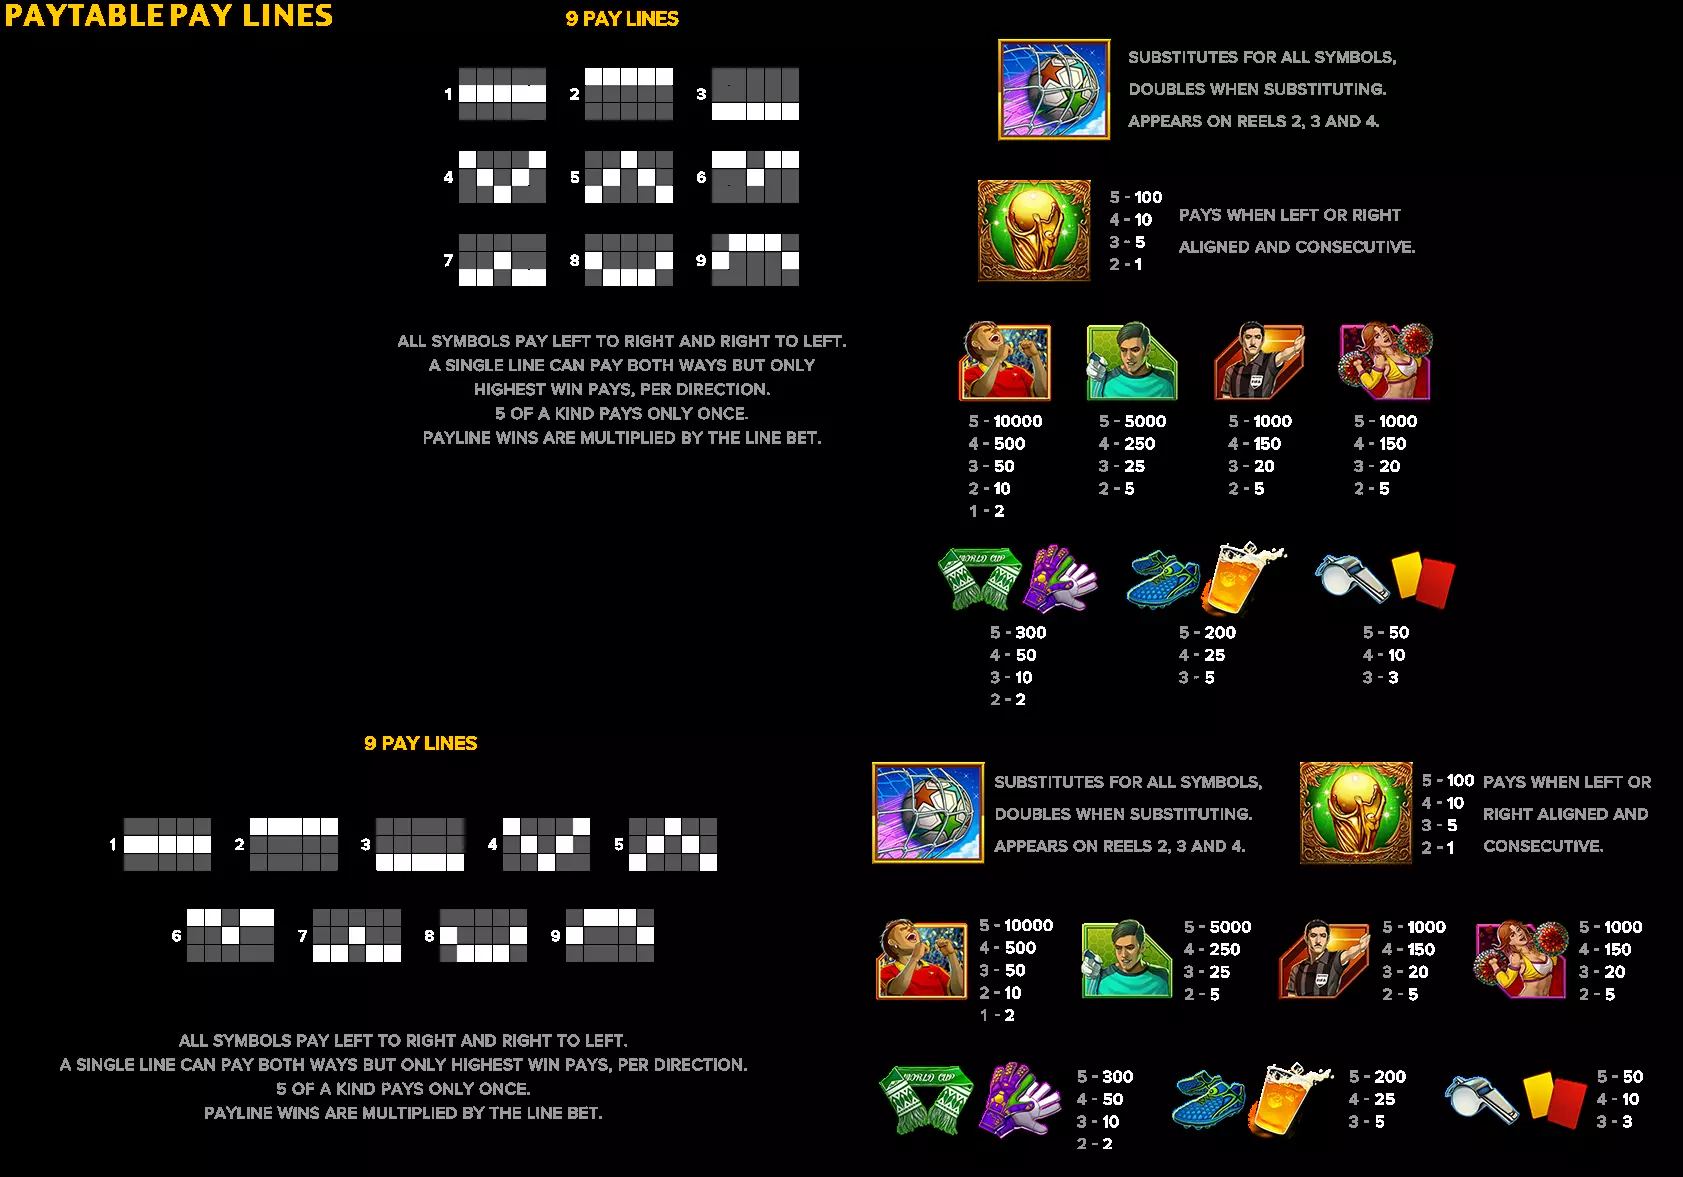 PAYTABLE PAY LINES
9 PAY LINES
1
2
3
4
5
6
7
8
9
ALL SYMBOLS PAY LEFT TO RIGHT AND RIGHT TO LEFT.
A SINGLE LINE CAN PAY BOTH WAYS BUT ONLY
HIGHEST WIN PAYS, PER DIRECTION.
5 OF A KIND PAYS ONLY ONCE.
PAYLINE WINS ARE MULTIPLIED BY THE LINE BET.
SUBSTITUTES FOR ALL SYMBOLS,
DOUBLES WHEN SUBSTITUTING.
APPEARS ON REELS 2, 3 AND 4.
5 - 100
4 - 10
3 - 5
2 - 1
PAYS WHEN LEFT OR RIGHT
ALIGNED AND CONSECUTIVE.
5 - 10000
4 - 500
3 - 50
2 - 10
1 - 2
5 - 5000
4 - 250
3 - 25
2 - 5
FIFA
5 - 1000
4 - 150
3 - 20
2 - 5
5 - 1000
4 - 150
3 - 20
2 - 5
WORLD CUP
5 - 300
4 - 50
3 - 10
2 - 2
5 - 200
4 - 25
3 - 5
5 - 50
4 - 10
3 - 3
9 PAY LINES
1
2
3
4
5
6
7
8
9
ALL SYMBOLS PAY LEFT TO RIGHT AND RIGHT TO LEFT.
A SINGLE LINE CAN PAY BOTH WAYS BUT ONLY HIGHEST WIN PAYS, PER DIRECTION.
5 OF A KIND PAYS ONLY ONCE.
PAYLINE WINS ARE MULTIPLIED BY THE LINE BET.
SUBSTITUTES FOR ALL SYMBOLS,
DOUBLES WHEN SUBSTITUTING.
APPEARS ON REELS 2, 3 AND 4.
5 - 100
4 - 10
3 - 5
2 - 1
PAYS WHEN LEFT OR
RIGHT ALIGNED AND
CONSECUTIVE.
5 - 10000
4 - 500
3 - 50
2 - 10
1 - 2
5 - 5000
4 - 250
3 - 25
2 - 5
FIFA
5 - 1000
4 - 150
3 - 20
2 - 5
5 - 1000
4 - 150
3 - 20
2 - 5
WORLD CUP
5 - 300
4 - 50
3 - 10
2 - 2
5 - 200
4 - 25
3 - 5
5 - 50
4 - 10
3 - 3